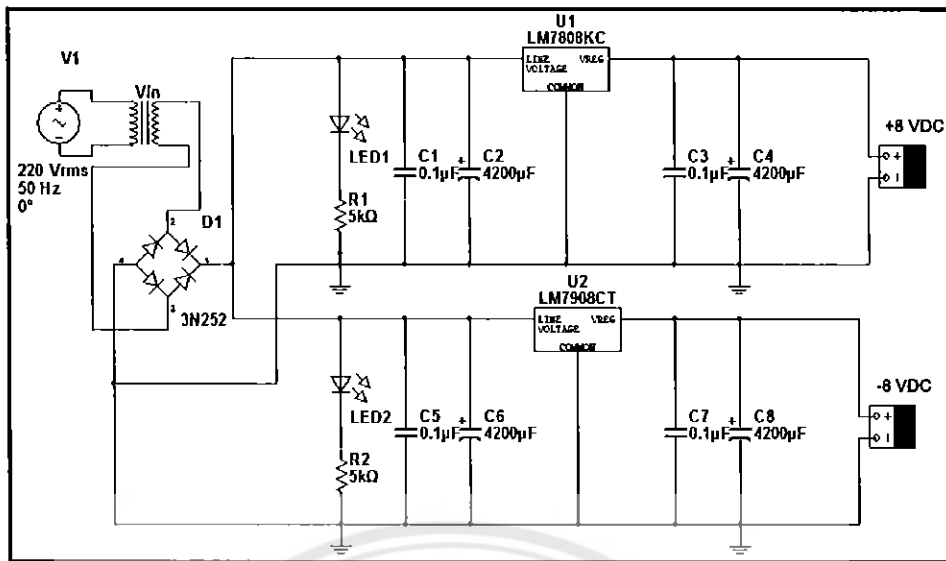 U1
LM7808KC
V1
LINE VREG
VOLTAGE
COMMON
Vin
+8 VDC
LED1
C1
0.1µF
C2
4200µF
C3
0.1µF
C4
4200µF
+
-
220 Vrms
50 Hz
0°
R1
5kΩ
2
D1
4
3N252
U2
LM7908CT
LINE VREG
VOLTAGE
COMMON
-8 VDC
LED2
C5
0.1µF
C6
4200µF
C7
0.1µF
C8
4200µF
+
-
R2
5kΩ